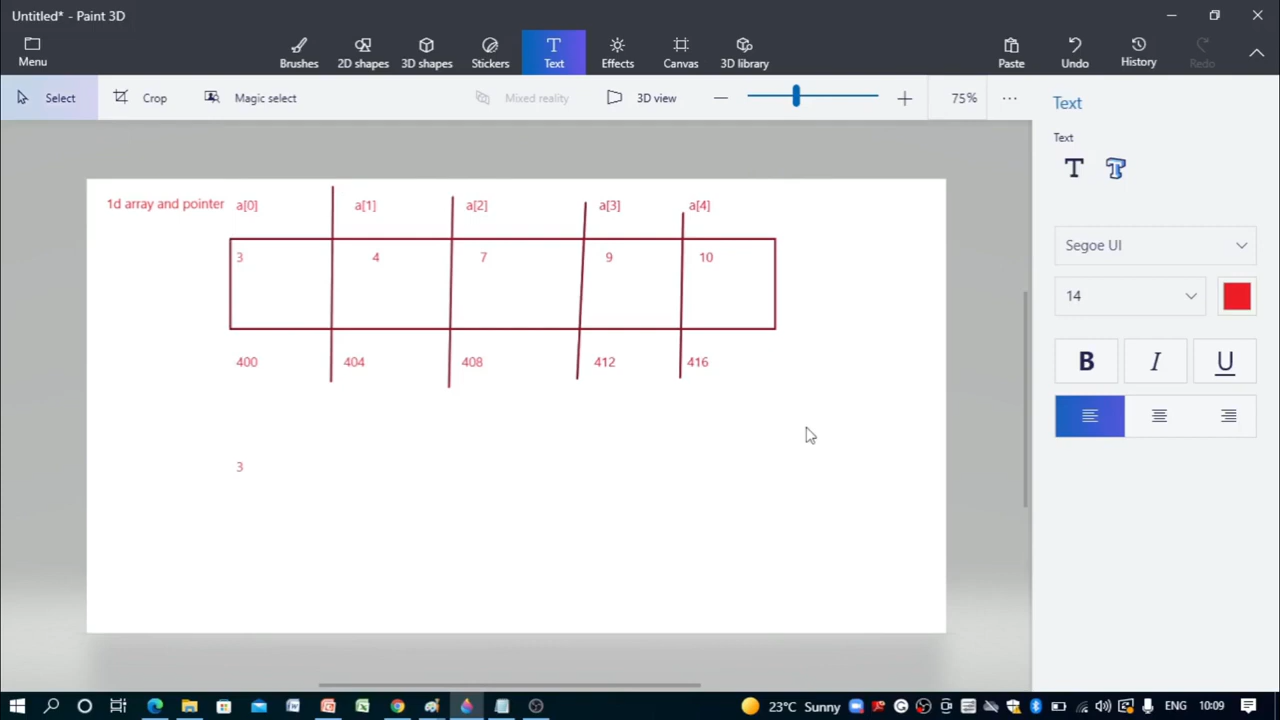 Untitled* - Paint 3D
Menu
Brushes
2D shapes
3D shapes
Stickers
Text
Effects
Canvas
3D library
Paste
Undo
History
Redo
Select
Crop
Magic select
Mixed reality
3D view
75%
Text
Text
Segoe UI
14
B I U
1d array and pointer a[0] a[1] a[2] a[3] a[4]
3 4 7 9 10
400 404 408 412 416
3
23°C Sunny
ENG 10:09